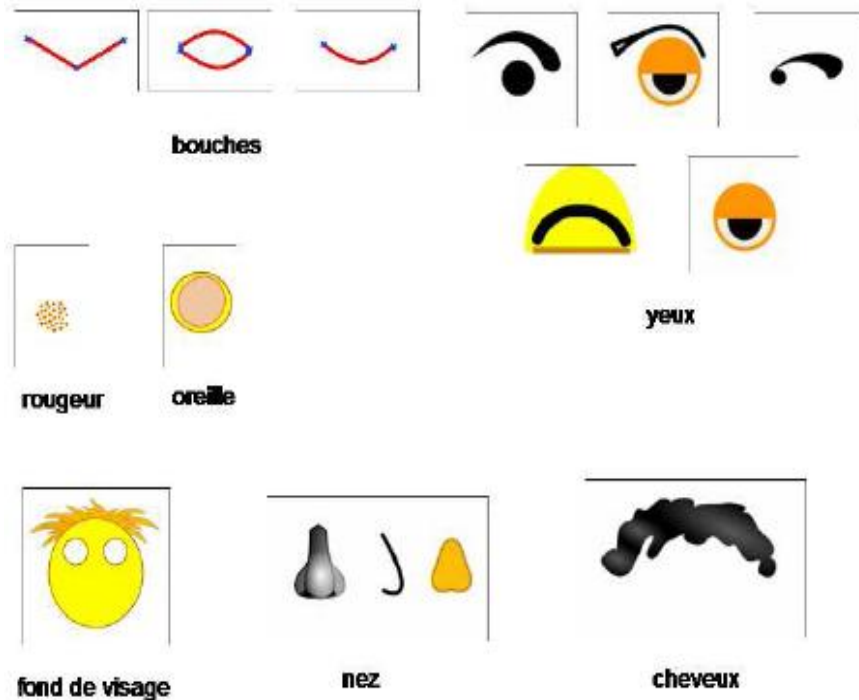 bouches
yeux
rougeur
oreille
fond de visage
nez
cheveux